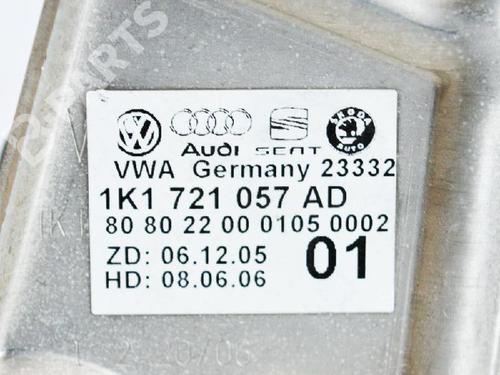 B-PARTS
Audi SEAT ŠKODA AUTO
VWA Germany 23332
1K1 721 057 AD
80 80 22 00 0105 0002
ZD: 06.12.05 01
HD: 08.06.06